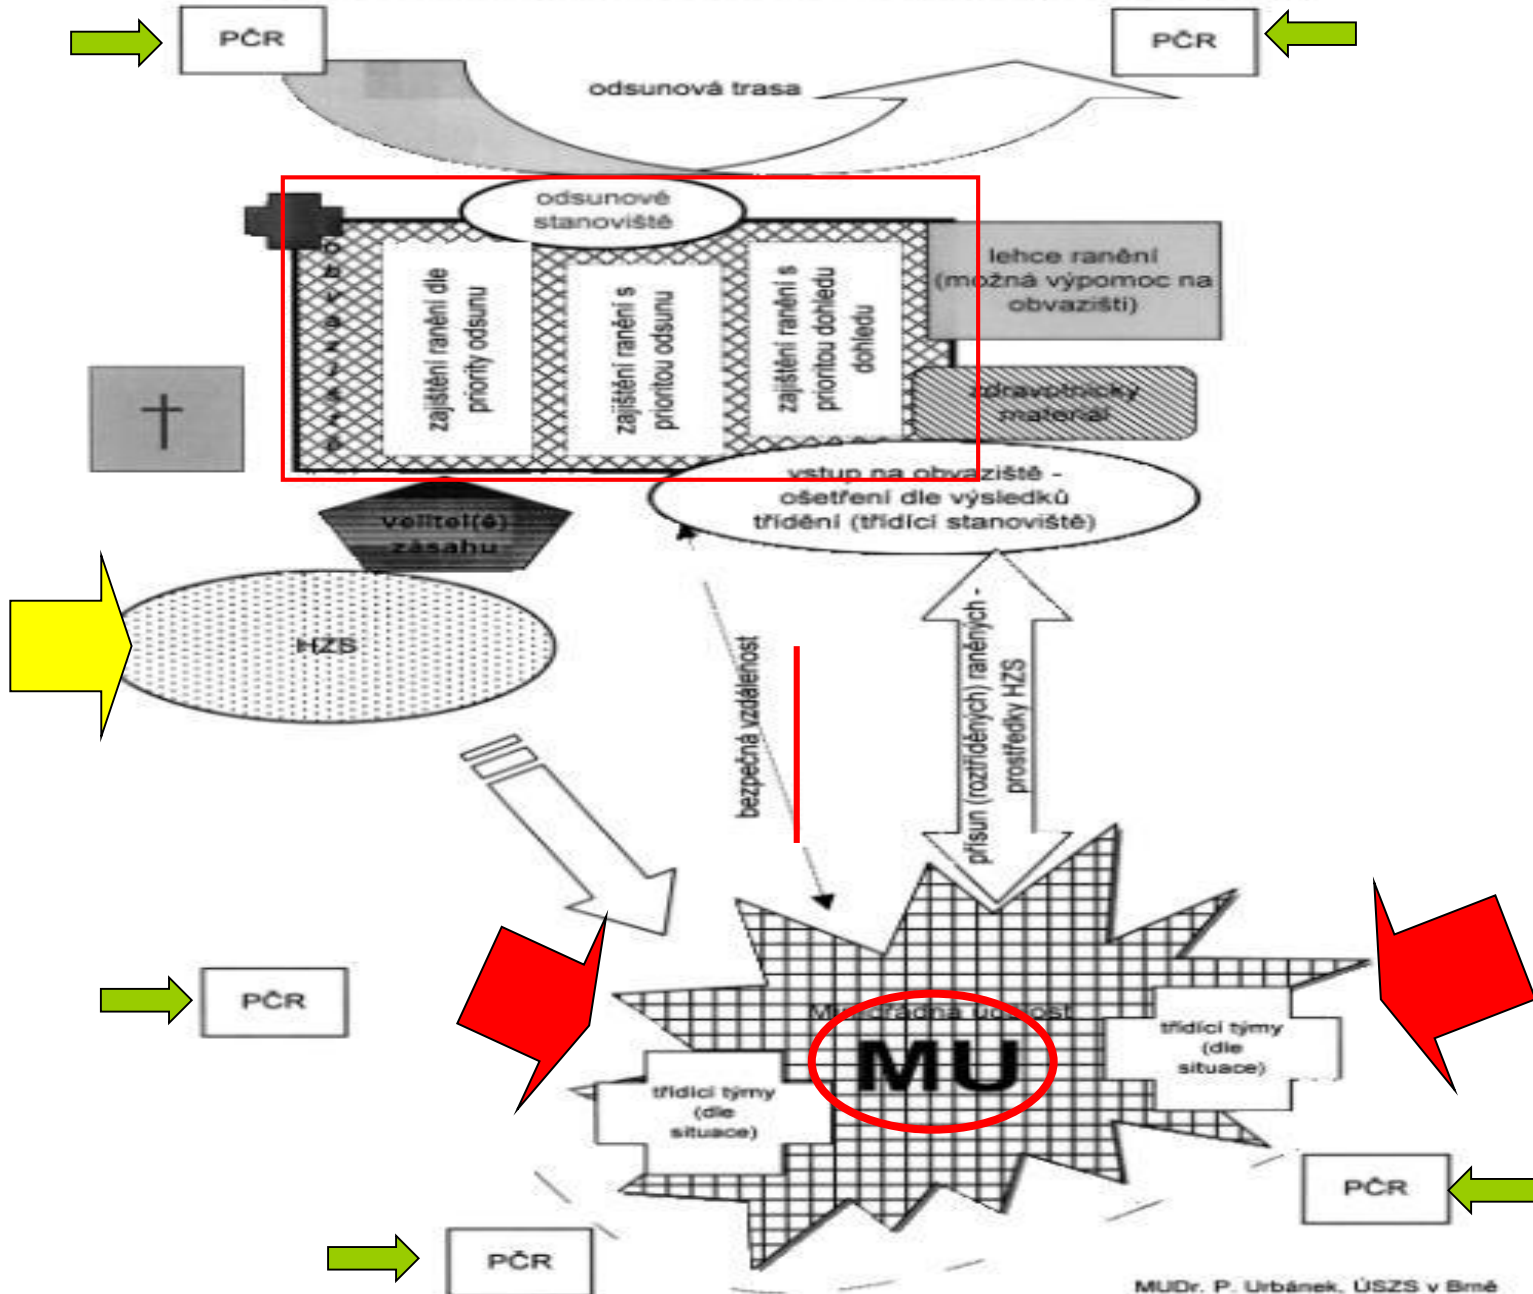 PČR
PČR
odsunová trasa
odsunové
stanoviště
zajištění ranění dle
priority odsunu
zajištění ranění s
prioritou odsunu
zajištění ranění s
prioritou dohledu
dohledu
lehce ranění
(možná výpomoc na
obvazišti)
zdravotnický
materiál
vstup na obvaziště -
ošetření dle výsledků
třídění (třídící stanoviště)
velitel(é)
zásahu
HZS
bezpečná vzdálenost
přísun (roztříděných) raněných -
prostředky HZS
PČR
MU
třídící týmy
(dle
situace)
třídící týmy
(dle
situace)
PČR
PČR
MUDr. P. Urbánek, ÚSZS v Brně